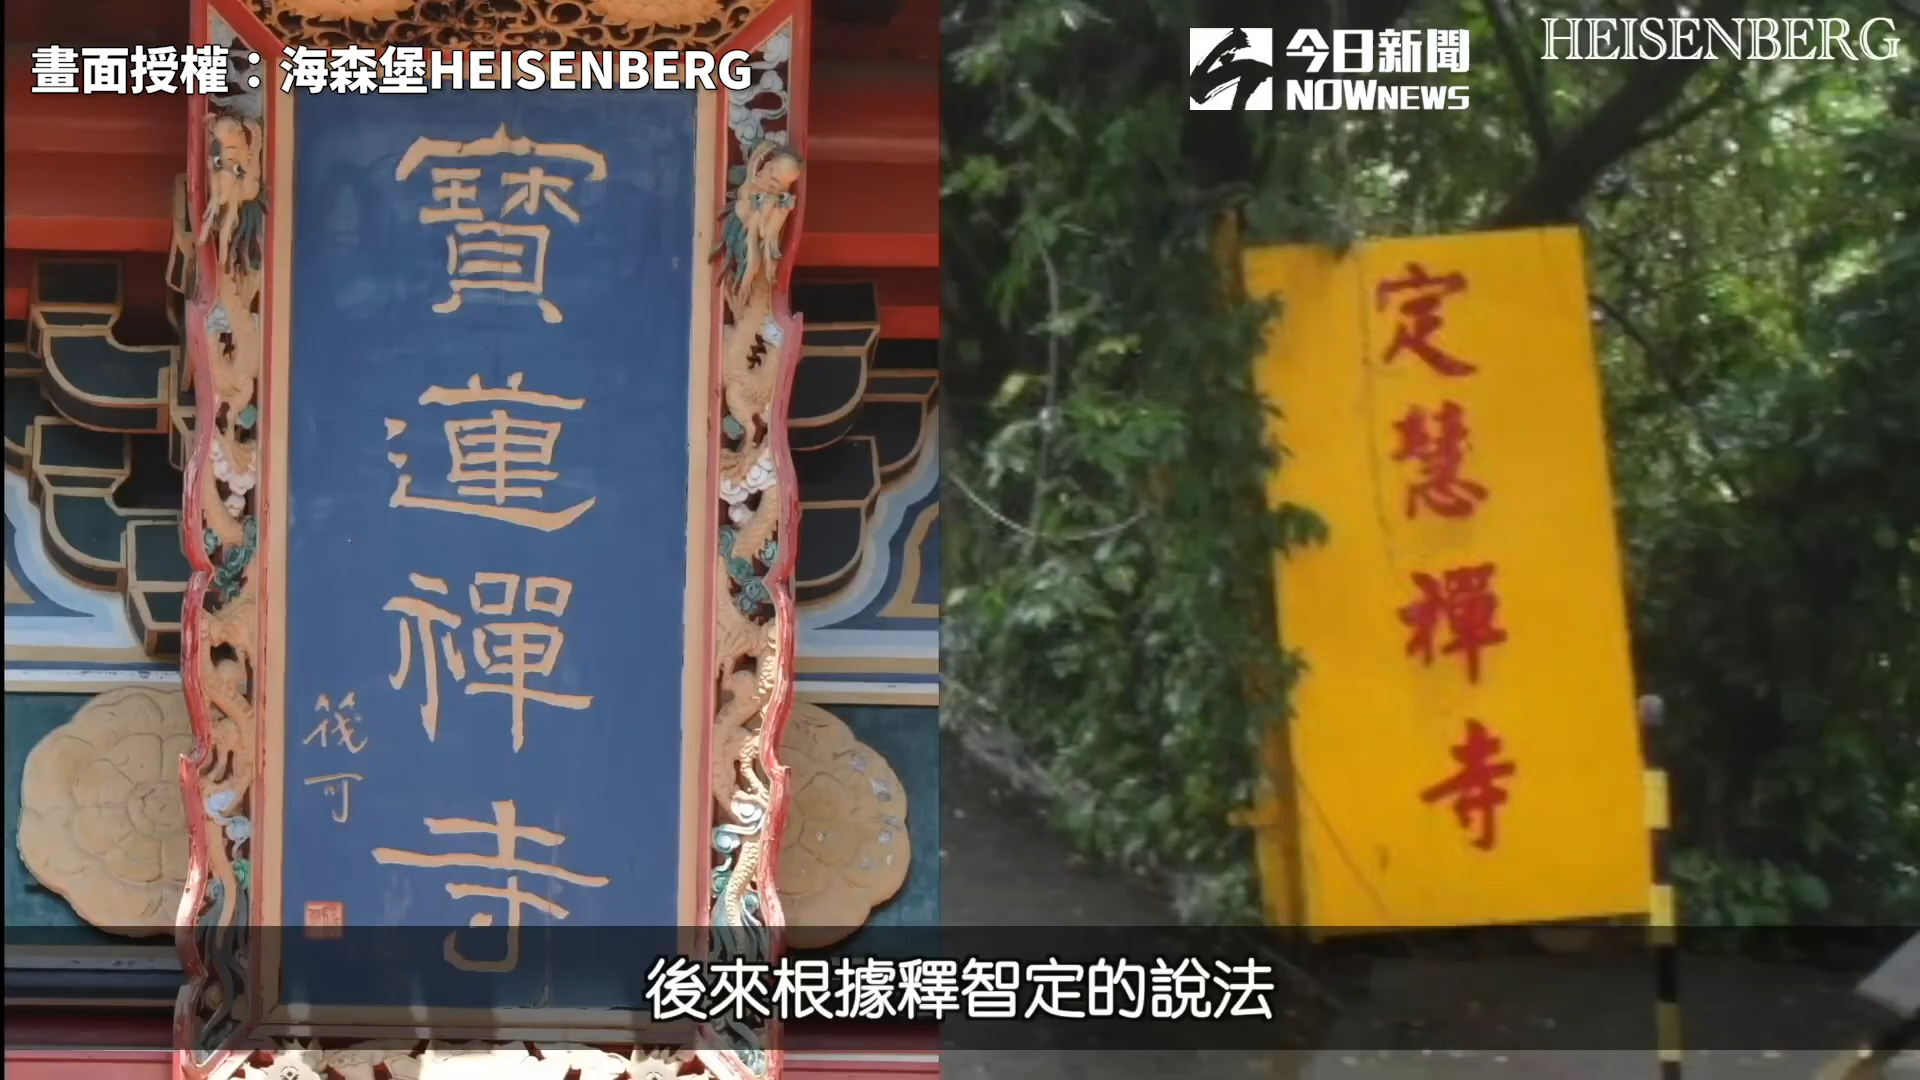 畫面授權：海森堡HEISENBERG
今日新聞
NOWNEWS
HEISENBERG
寶蓮禪寺
筏可
定慧禪寺
後來根據釋智定的說法